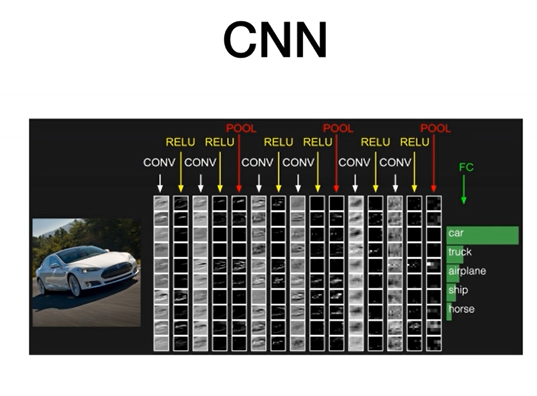 CNN
POOL POOL POOL
RELU RELU RELU RELU RELU RELU
CONV CONV CONV CONV CONV CONV
FC
car
truck
airplane
ship
horse